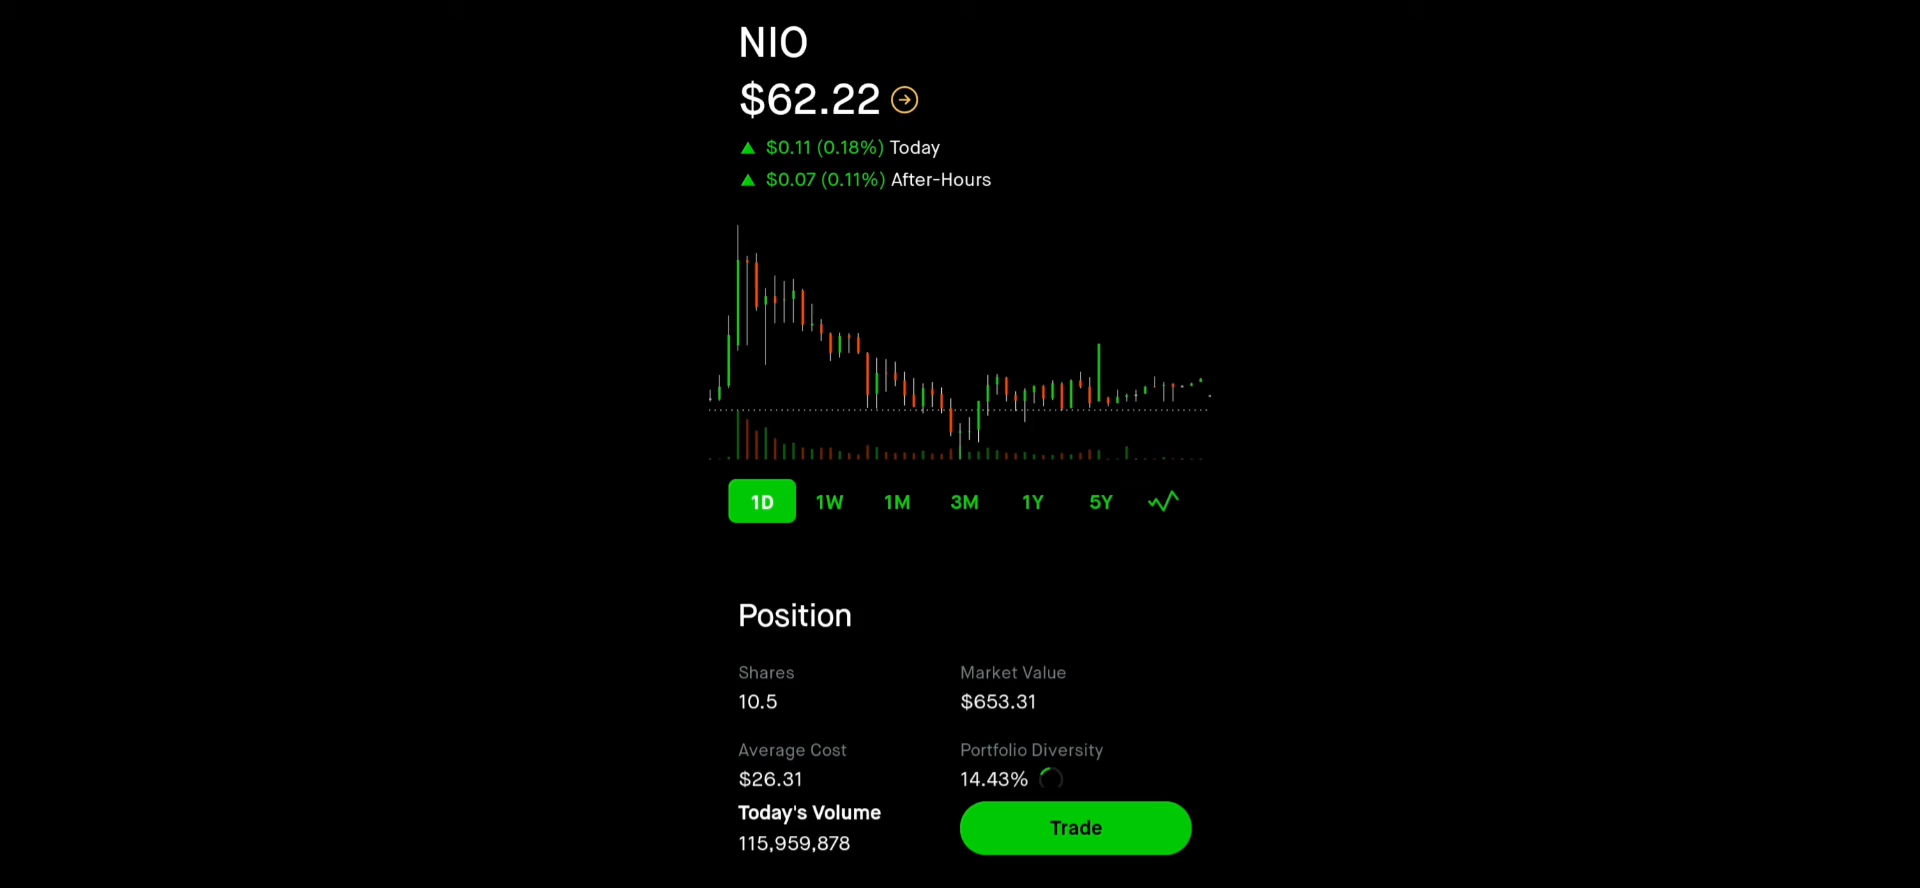 NIO
$62.22
$0.11 (0.18%) Today
$0.07 (0.11%) After-Hours
1D 1W 1M 3M 1Y 5Y
Position
Shares Market Value
10.5 $653.31
Average Cost Portfolio Diversity
$26.31 14.43%
Today's Volume
115,959,878
Trade